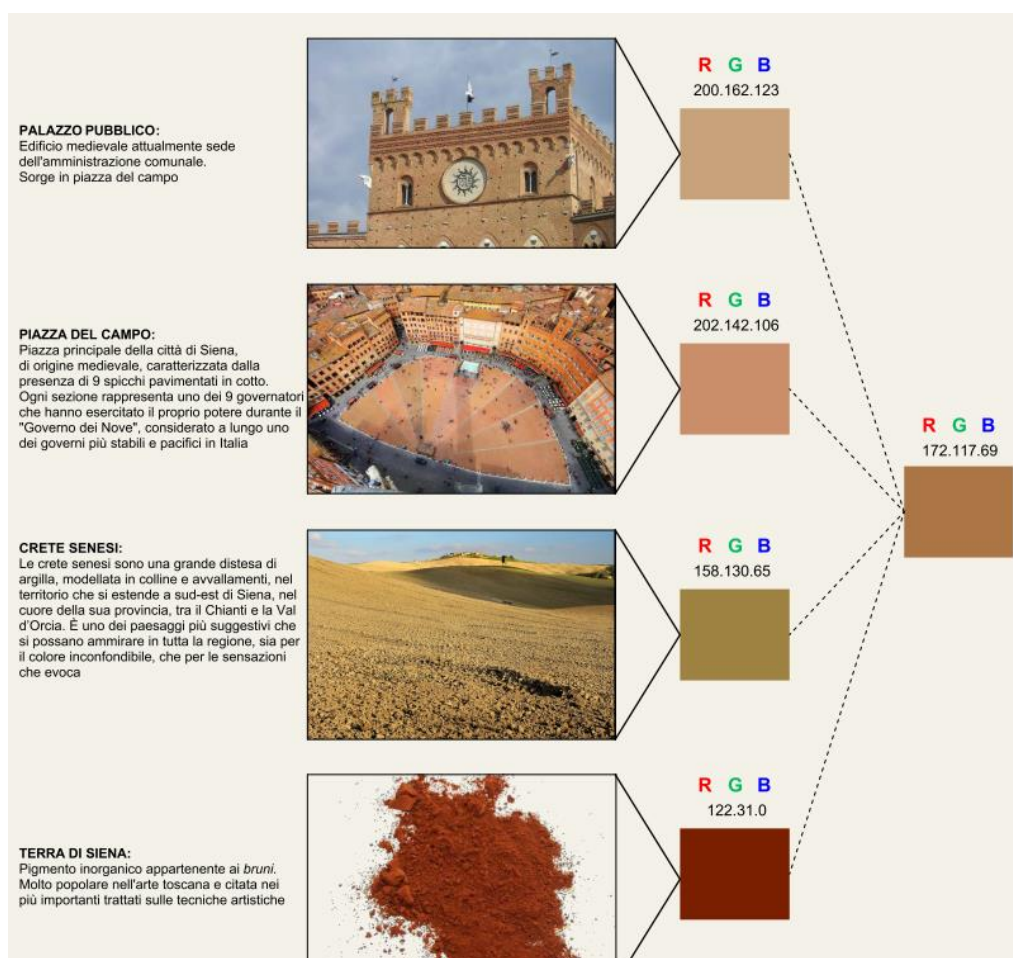 R G B
200.162.123
PALAZZO PUBBLICO:
Edificio medievale attualmente sede
dell'amministrazione comunale.
Sorge in piazza del campo
R G B
202.142.106
PIAZZA DEL CAMPO:
Piazza principale della città di Siena,
di origine medievale, caratterizzata dalla
presenza di 9 spicchi pavimentati in cotto.
Ogni sezione rappresenta uno dei 9 governatori
che hanno esercitato il proprio potere durante il
"Governo dei Nove", considerato a lungo uno
dei governi più stabili e pacifici in Italia
R G B
172.117.69
CRETE SENESI:
Le crete senesi sono una grande distesa di
argilla, modellata in colline e avvallamenti, nel
territorio che si estende a sud-est di Siena, nel
cuore della sua provincia, tra il Chianti e la Val
d'Orcia. È uno dei paesaggi più suggestivi che
si possano ammirare in tutta la regione, sia per
il colore inconfondibile, che per le sensazioni
che evoca
R G B
158.130.65
R G B
122.31.0
TERRA DI SIENA:
Pigmento inorganico appartenente ai bruni.
Molto popolare nell'arte toscana e citata nei
più importanti trattati sulle tecniche artistiche